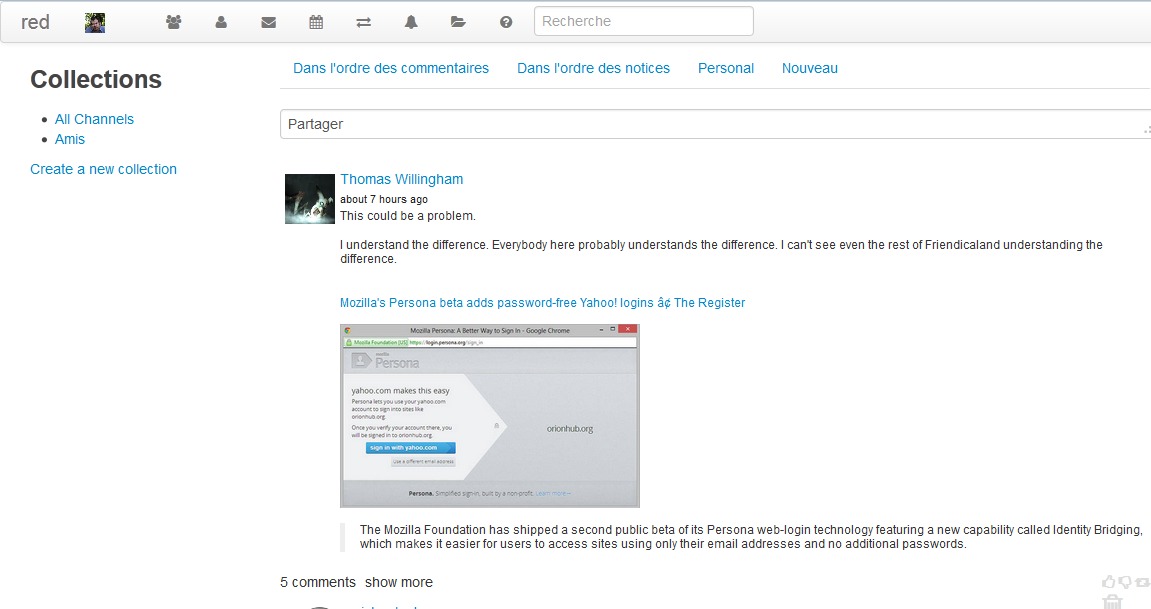 red
Recherche
Collections
All Channels
Amis
Create a new collection
Dans l'ordre des commentaires Dans l'ordre des notices Personal Nouveau
Partager
Thomas Willingham
about 7 hours ago
This could be a problem.
I understand the difference. Everybody here probably understands the difference. I can't see even the rest of Friendicaland understanding the
difference.
Mozilla's Persona beta adds password-free Yahoo! logins â¢ The Register
Mozilla Persona: A Better Way to Sign In - Google Chrome
Mozilla Foundation [US] https://login.persona.org/sign_in
mozilla
Persona
yahoo.com makes this easy
Persona lets you use your yahoo.com
account to sign into sites like
orionhub.org.
Once you verify your account there, you
will be signed in to orionhub.org.
sign in with yahoo.com
Use a different email address
orionhub.org
Persona. Simplified sign-in, built by a non-profit. Learn more→
The Mozilla Foundation has shipped a second public beta of its Persona web-login technology featuring a new capability called Identity Bridging,
which makes it easier for users to access sites using only their email addresses and no additional passwords.
5 comments show more